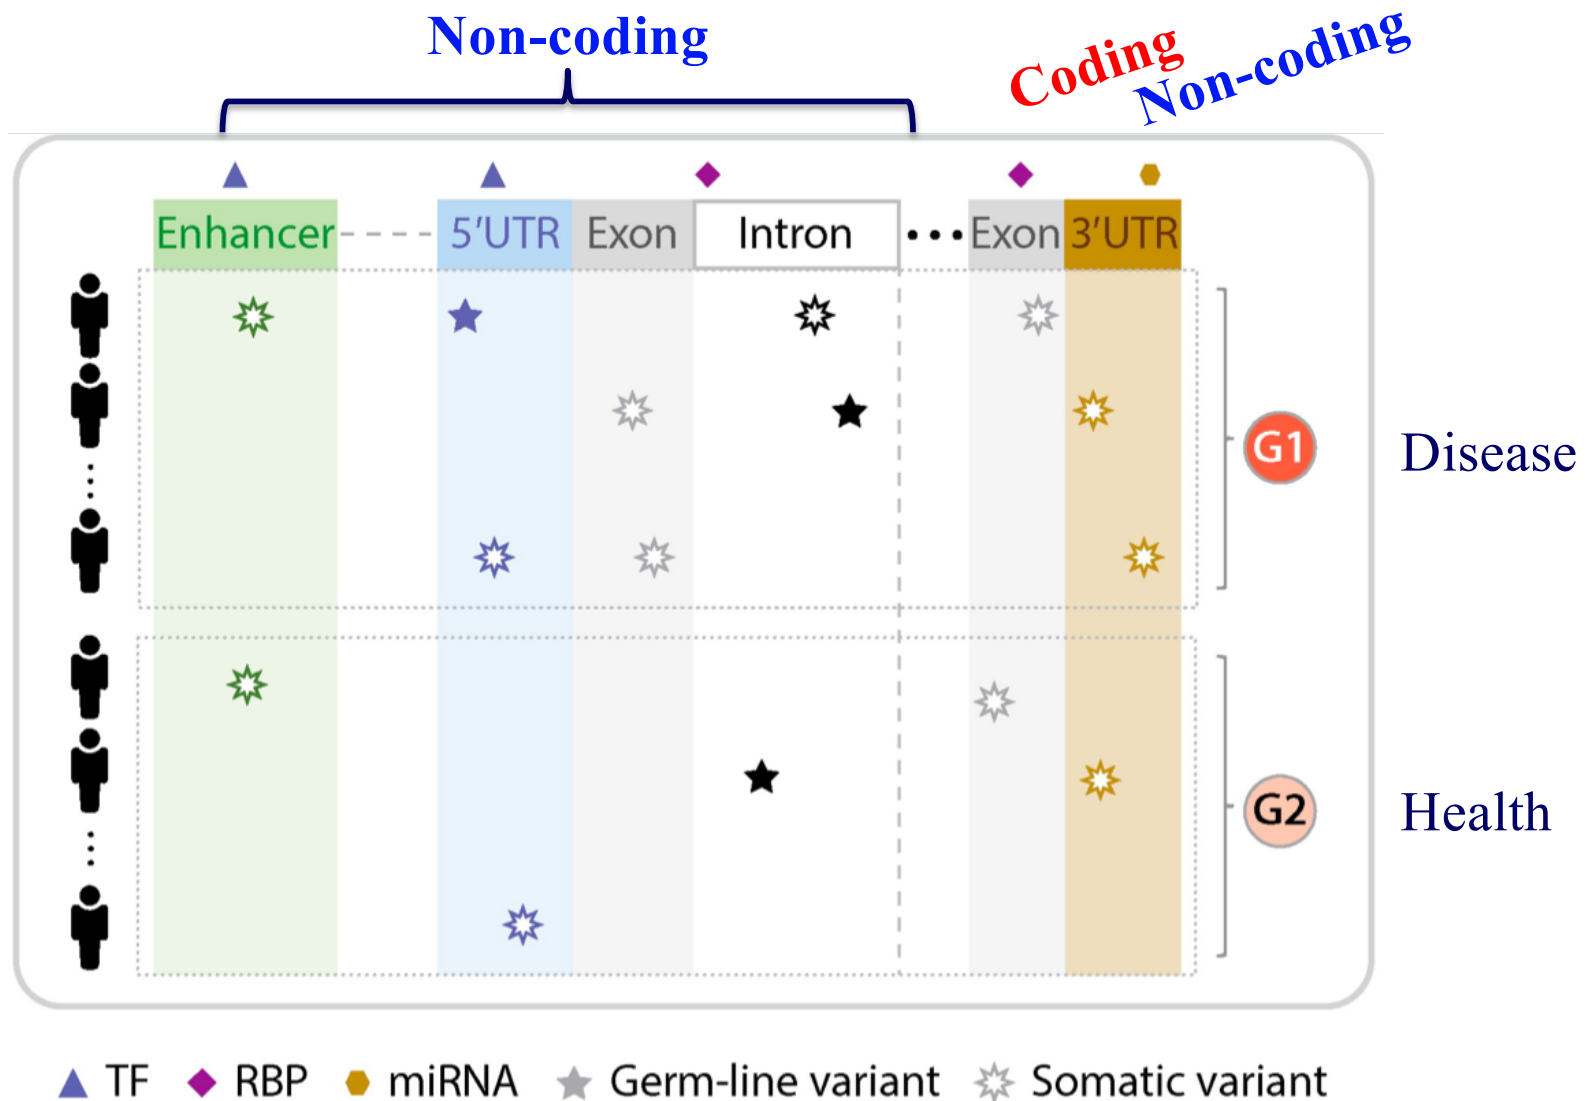 Non-coding
Coding
Non-coding
Enhancer 5'UTR Exon Intron Exon 3'UTR
G1 Disease
G2 Health
TF RBP miRNA Germ-line variant Somatic variant